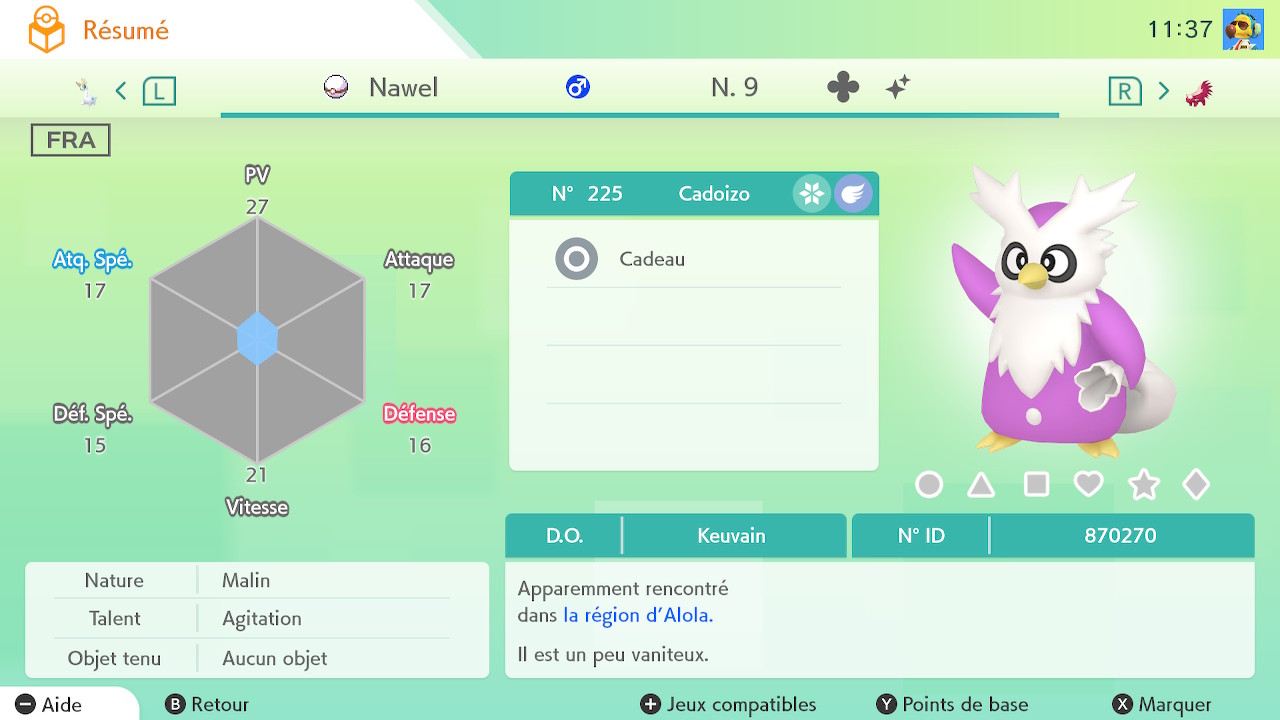 Résumé
11:37
L
Nawel
N. 9
R
FRA
PV
27
Atq. Spé.
17
Attaque
17
Déf. Spé.
15
Défense
16
21
Vitesse
N° 225 Cadoizo
Cadeau
D.O. Keuvain
N° ID 870270
Nature Malin
Talent Agitation
Objet tenu Aucun objet
Apparemment rencontré
dans la région d'Alola.
Il est un peu vaniteux.
Aide
B Retour
Jeux compatibles
Y Points de base
X Marquer